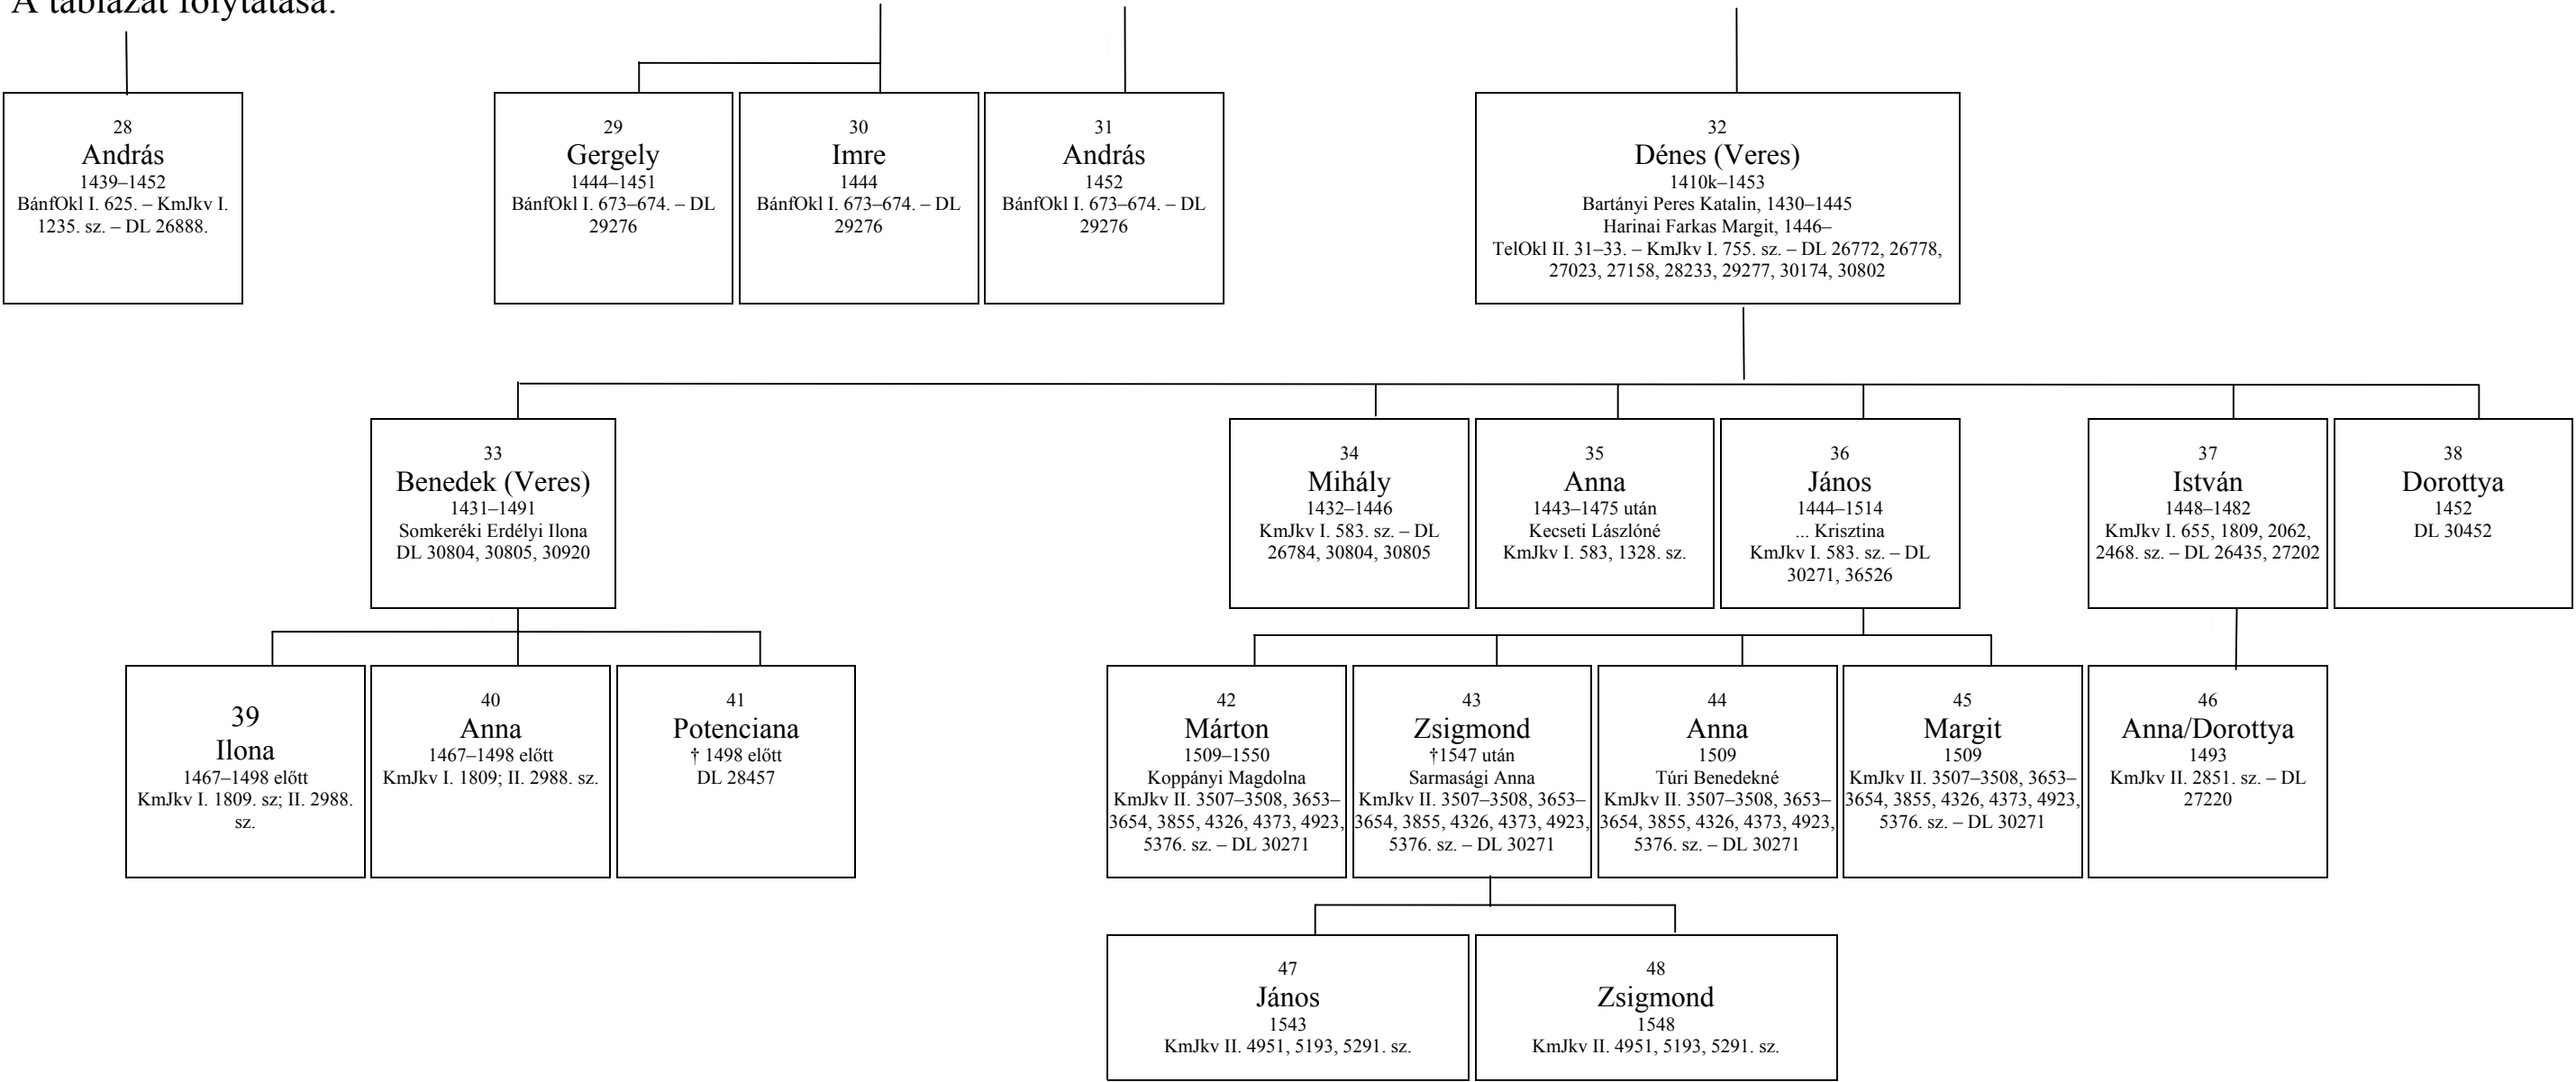 A táblázat folytatása:
28
András
1439–1452
BánfOkl I. 625. – KmJkv I.
1235. sz. – DL 26888.
29
Gergely
1444–1451
BánfOkl I. 673–674. – DL
29276
30
Imre
1444
BánfOkl I. 673–674. – DL
29276
31
András
1452
BánfOkl I. 673–674. – DL
29276
32
Dénes (Veres)
1410k–1453
Bartányi Peres Katalin, 1430–1445
Harinai Farkas Margit, 1446–
TelOkl II. 31–33. – KmJkv I. 755. sz. – DL 26772, 26778,
27023, 27158, 28233, 29277, 30174, 30802
33
Benedek (Veres)
1431–1491
Somkeréki Erdélyi Ilona
DL 30804, 30805, 30920
34
Mihály
1432–1446
KmJkv I. 583. sz. – DL
26784, 30804, 30805
35
Anna
1443–1475 után
Kecseti Lászlóné
KmJkv I. 583, 1328. sz.
36
János
1444–1514
... Krisztina
KmJkv I. 583. sz. – DL
30271, 36526
37
István
1448–1482
KmJkv I. 655, 1809, 2062,
2468. sz. – DL 26435, 27202
38
Dorottya
1452
DL 30452
39
Ilona
1467–1498 előtt
KmJkv I. 1809. sz; II. 2988.
sz.
40
Anna
1467–1498 előtt
KmJkv I. 1809; II. 2988. sz.
41
Potenciana
† 1498 előtt
DL 28457
42
Márton
1509–1550
Koppányi Magdolna
KmJkv II. 3507–3508, 3653–
3654, 3855, 4326, 4373, 4923,
5376. sz. – DL 30271
43
Zsigmond
†1547 után
Sarmasági Anna
KmJkv II. 3507–3508, 3653–
3654, 3855, 4326, 4373, 4923,
5376. sz. – DL 30271
44
Anna
1509
Túri Benedekné
KmJkv II. 3507–3508, 3653–
3654, 3855, 4326, 4373, 4923,
5376. sz. – DL 30271
45
Margit
1509
KmJkv II. 3507–3508, 3653–
3654, 3855, 4326, 4373, 4923,
5376. sz. – DL 30271
46
Anna/Dorottya
1493
KmJkv II. 2851. sz. – DL
27220
47
János
1543
KmJkv II. 4951, 5193, 5291. sz.
48
Zsigmond
1548
KmJkv II. 4951, 5193, 5291. sz.